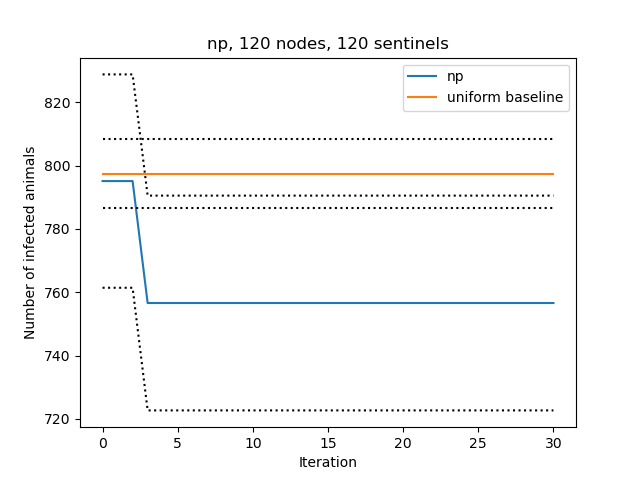 np, 120 nodes, 120 sentinels
np
uniform baseline
Number of infected animals
820
800
780
760
740
720
0 5 10 15 20 25 30
Iteration